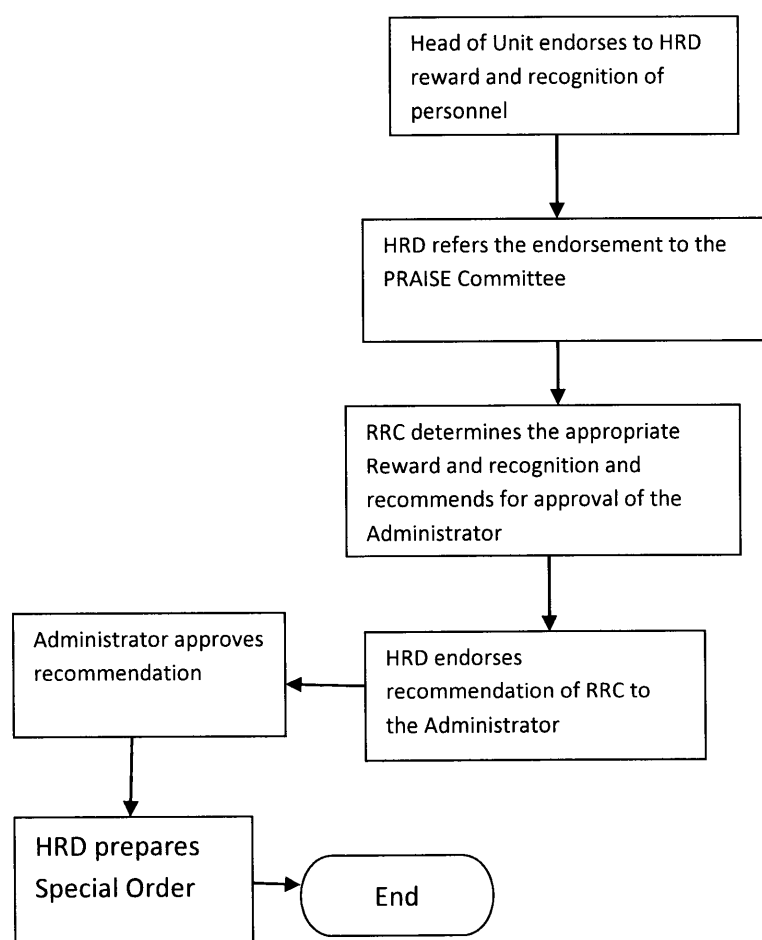 Head of Unit endorses to HRD
reward and recognition of
personnel
HRD refers the endorsement to the
PRAISE Committee
RRC determines the appropriate
Reward and recognition and
recommends for approval of the
Administrator
HRD endorses
recommendation of RRC to
the Administrator
Administrator approves
recommendation
HRD prepares
Special Order
End